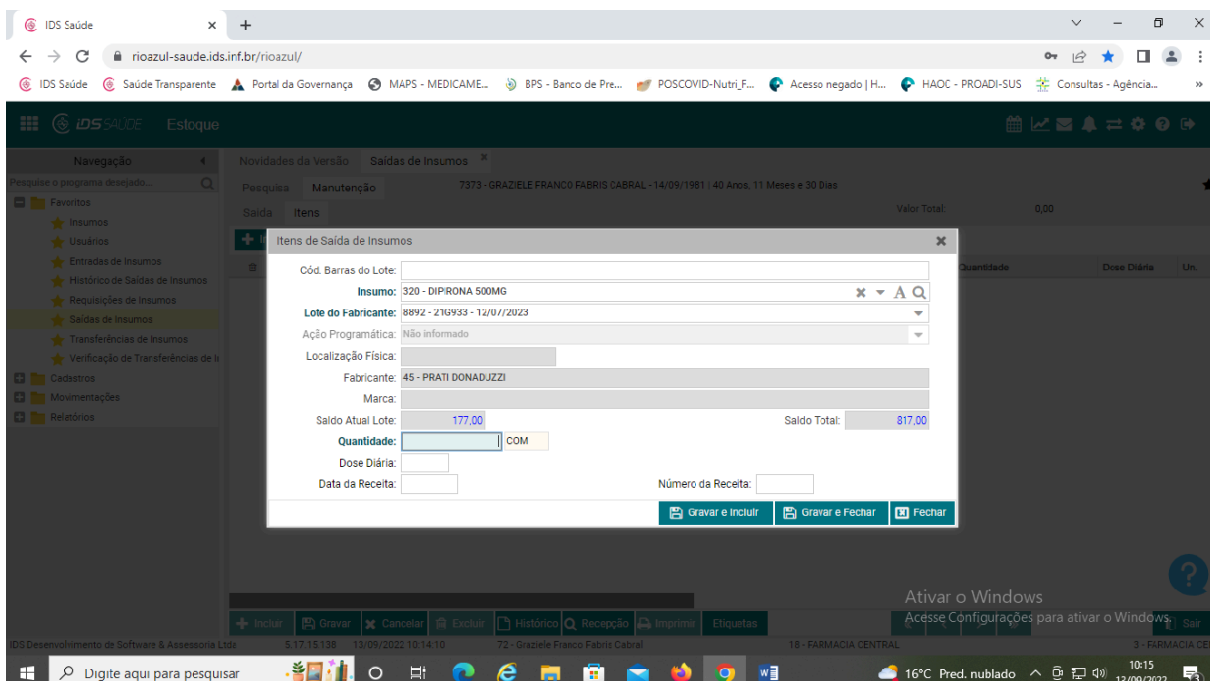 IDS Saúde
rioazul-saude.ids.inf.br/rioazul/
IDS Saúde Saúde Transparente Portal da Governança MAPS - MEDICAME... BPS - Banco de Pre... POSCOVID-Nutri_F... Acesso negado | H... HAOC - PROADI-SUS Consultas - Agência... »
iDSSAÚDE Estoque
Navegação Novidades da Versão Saídas de Insumos
Pesquise o programa desejado... Pesquisa Manutenção 7373 - GRAZIELE FRANCO FABRIS CABRAL - 14/09/1981 | 40 Anos, 11 Meses e 30 Dias
Favoritos Saída Itens Valor Total: 0,00
Insumos
Usuários
Entradas de Insumos
Histórico de Saídas de Insumos
Requisições de Insumos
Saídas de Insumos
Transferências de Insumos
Verificação de Transferências de I
Cadastros
Movimentações
Relatórios
Quantidade Dose Diária Un.
Itens de Saída de Insumos
Cód. Barras do Lote:
Insumo: 320 - DIPIRONA 500MG
Lote do Fabricante: 8892 - 21G933 - 12/07/2023
Ação Programática: Não informado
Localização Física:
Fabricante: 45 - PRATI DONADUZZI
Marca:
Saldo Atual Lote: 177,00 Saldo Total: 817,00
Quantidade: COM
Dose Diária:
Data da Receita: Número da Receita:
Gravar e Incluir Gravar e Fechar Fechar
Ativar o Windows
Acesse Configurações para ativar o Windows.
Incluir Gravar Cancelar Excluir Histórico Recepção Imprimir Etiquetas Sair
IDS Desenvolvimento de Software & Assessoria Ltda 5.17.15.138 13/09/2022 10:14:10 72 - Graziele Franco Fabris Cabral 18 - FARMACIA CENTRAL 3 - FARMACIA CE
Digite aqui para pesquisar 16°C Pred. nublado 10:15
13/09/2022